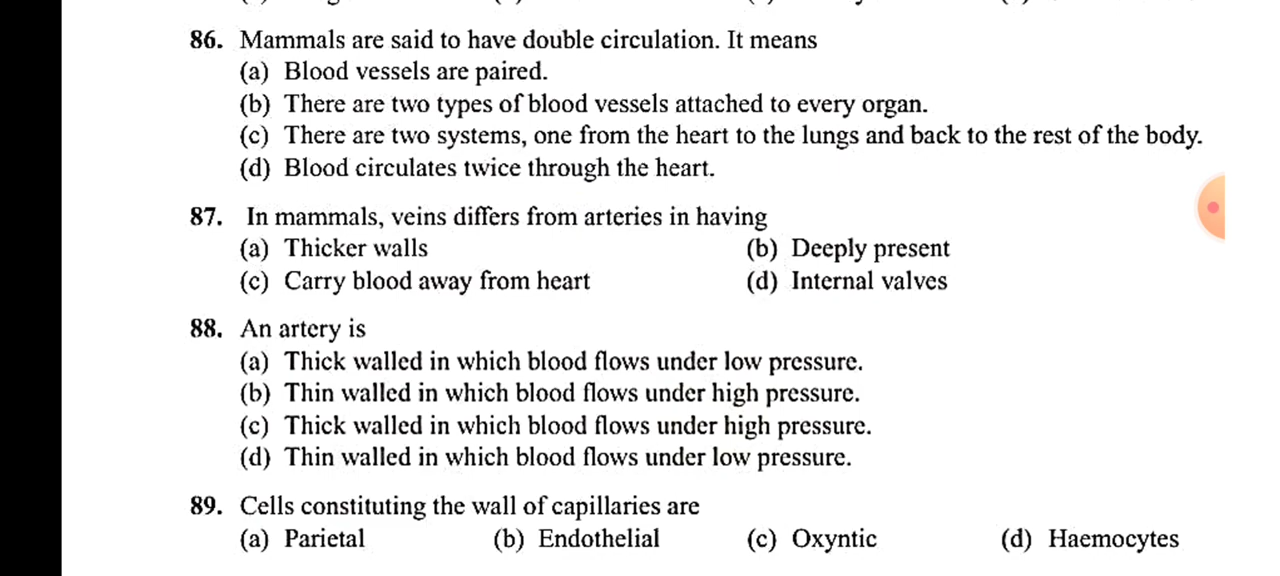 86. Mammals are said to have double circulation. It means
(a) Blood vessels are paired.
(b) There are two types of blood vessels attached to every organ.
(c) There are two systems, one from the heart to the lungs and back to the rest of the body.
(d) Blood circulates twice through the heart.
87. In mammals, veins differs from arteries in having
(a) Thicker walls (b) Deeply present
(c) Carry blood away from heart (d) Internal valves
88. An artery is
(a) Thick walled in which blood flows under low pressure.
(b) Thin walled in which blood flows under high pressure.
(c) Thick walled in which blood flows under high pressure.
(d) Thin walled in which blood flows under low pressure.
89. Cells constituting the wall of capillaries are
(a) Parietal (b) Endothelial (c) Oxyntic (d) Haemocytes